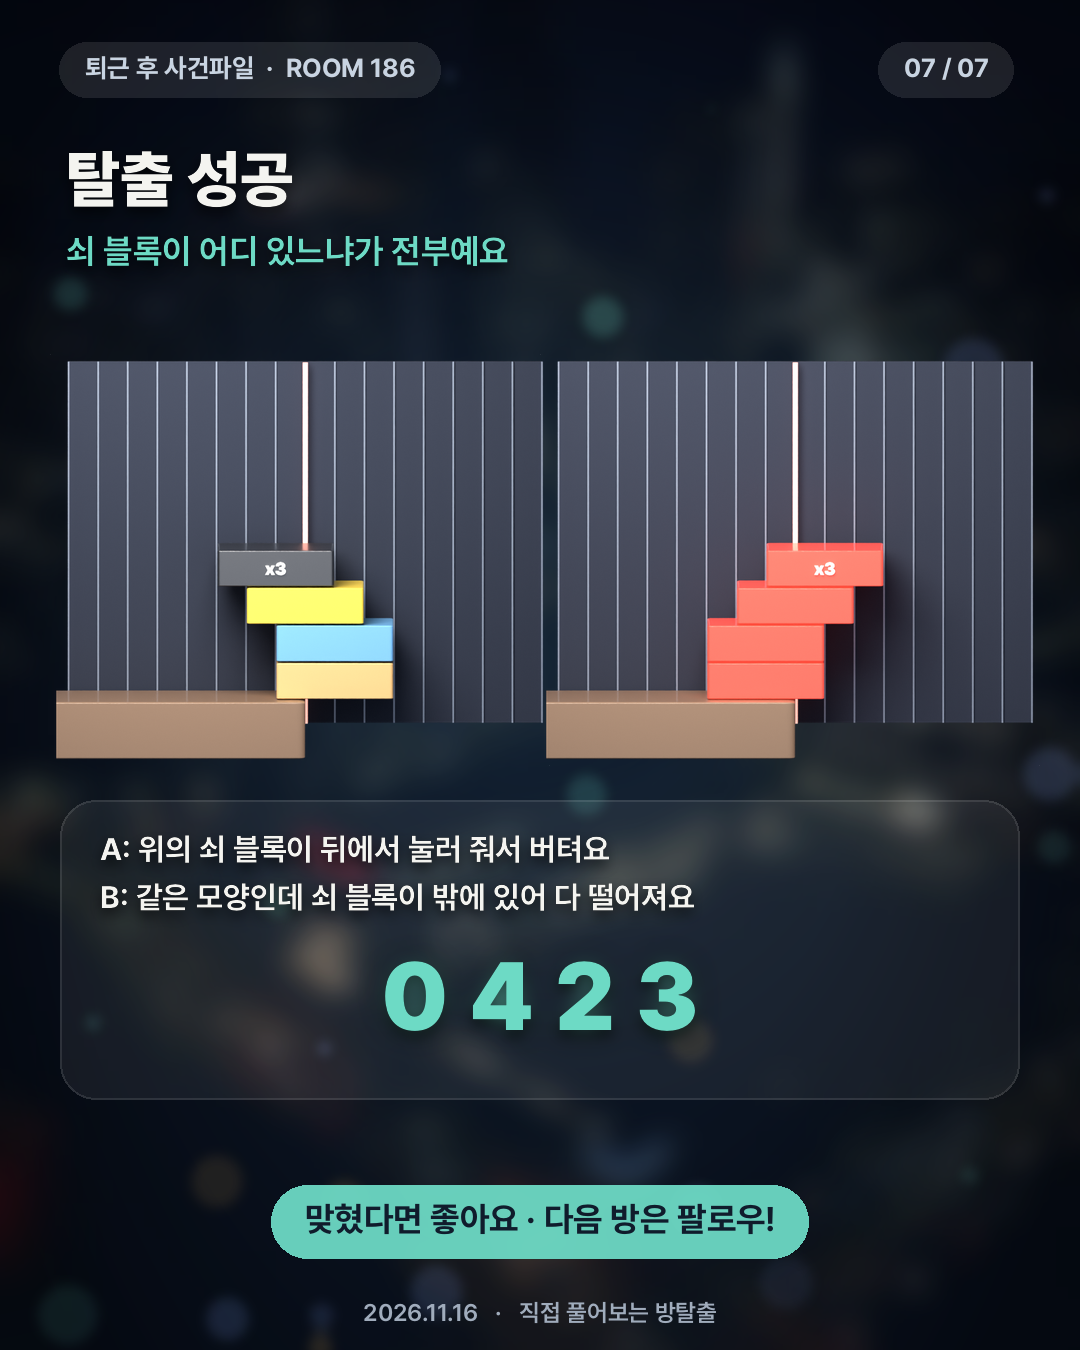 퇴근 후 사건파일 · ROOM 186
07 / 07
탈출 성공
쇠 블록이 어디 있느냐가 전부예요
x3
x3
A: 위의 쇠 블록이 뒤에서 눌러 줘서 버텨요
B: 같은 모양인데 쇠 블록이 밖에 있어 다 떨어져요
0 4 2 3
맞혔다면 좋아요 · 다음 방은 팔로우!
2026.11.16 · 직접 풀어보는 방탈출